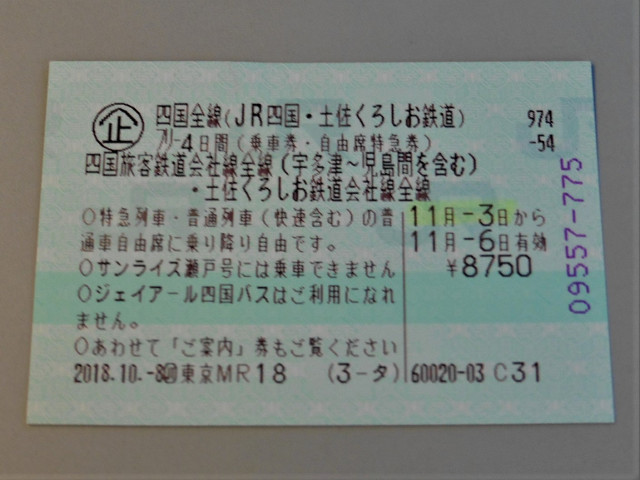 企 四国全線(JR四国・土佐くろしお鉄道) 974
フリー4日間(乗車券・自由席特急券) -54
四国旅客鉄道会社線全線(宇多津~児島間を含む)
・土佐くろしお鉄道会社線全線
○特急列車・普通列車(快速含む)の普 11月-3日から
通車自由席に乗り降り自由です。 11月-6日有効
○サンライズ瀬戸号には乗車できません ¥8750
○ジェイアール四国バスはご利用になれ
ません。
○あわせて「ご案内」券もご覧ください
2018.10.-8 東京MR18 (3-タ) 60020-03 C31
09557-775